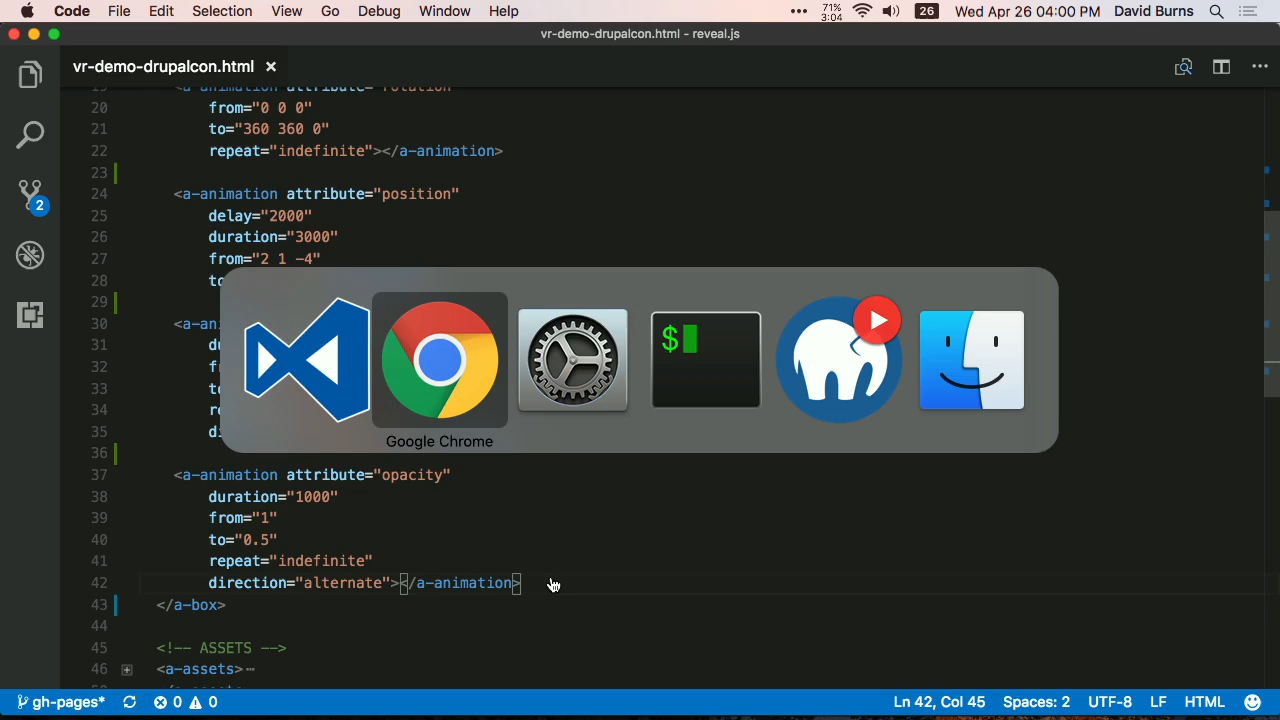 Code File Edit Selection View Go Debug Window Help 71% 3:04 26 Wed Apr 26 04:00 PM David Burns
vr-demo-drupalcon.html - reveal.js
vr-demo-drupalcon.html
19 <a-animation attribute="rotation"
20 from="0 0 0"
21 to="360 360 0"
22 repeat="indefinite"></a-animation>
23
24 <a-animation attribute="position"
25 delay="2000"
26 duration="3000"
27 from="2 1 -4"
28 to
29
30 <a-an
31 du
32 f
33 to
34 re
35 d
36
37 <a-animation attribute="opacity"
38 duration="1000"
39 from="1"
40 to="0.5"
41 repeat="indefinite"
42 direction="alternate"></a-animation>
43 </a-box>
44
45 <!-- ASSETS -->
46 <a-assets>
2
$
Google Chrome
gh-pages* 0 0 Ln 42, Col 45 Spaces: 2 UTF-8 LF HTML